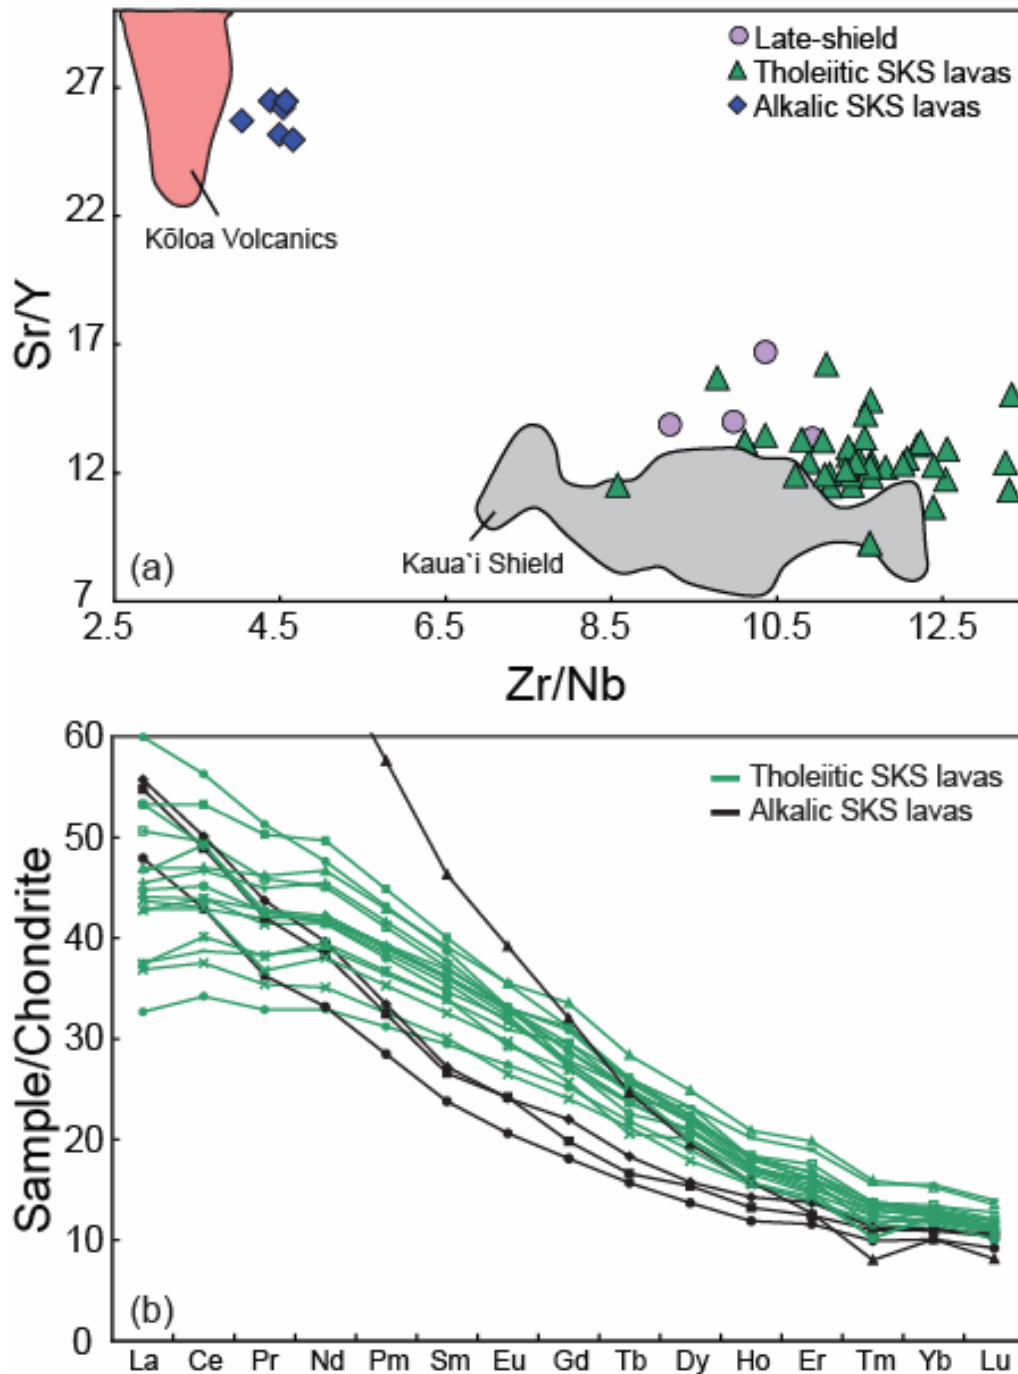 Late-shield
Tholeiitic SKS lavas
Alkalic SKS lavas
27
22
17
12
7
Sr/Y
Kōloa Volcanics
Kaua`i Shield
(a)
2.5 4.5 6.5 8.5 10.5 12.5
Zr/Nb
60
50
40
30
20
10
0
Sample/Chondrite
Tholeiitic SKS lavas
Alkalic SKS lavas
(b)
La Ce Pr Nd Pm Sm Eu Gd Tb Dy Ho Er Tm Yb Lu